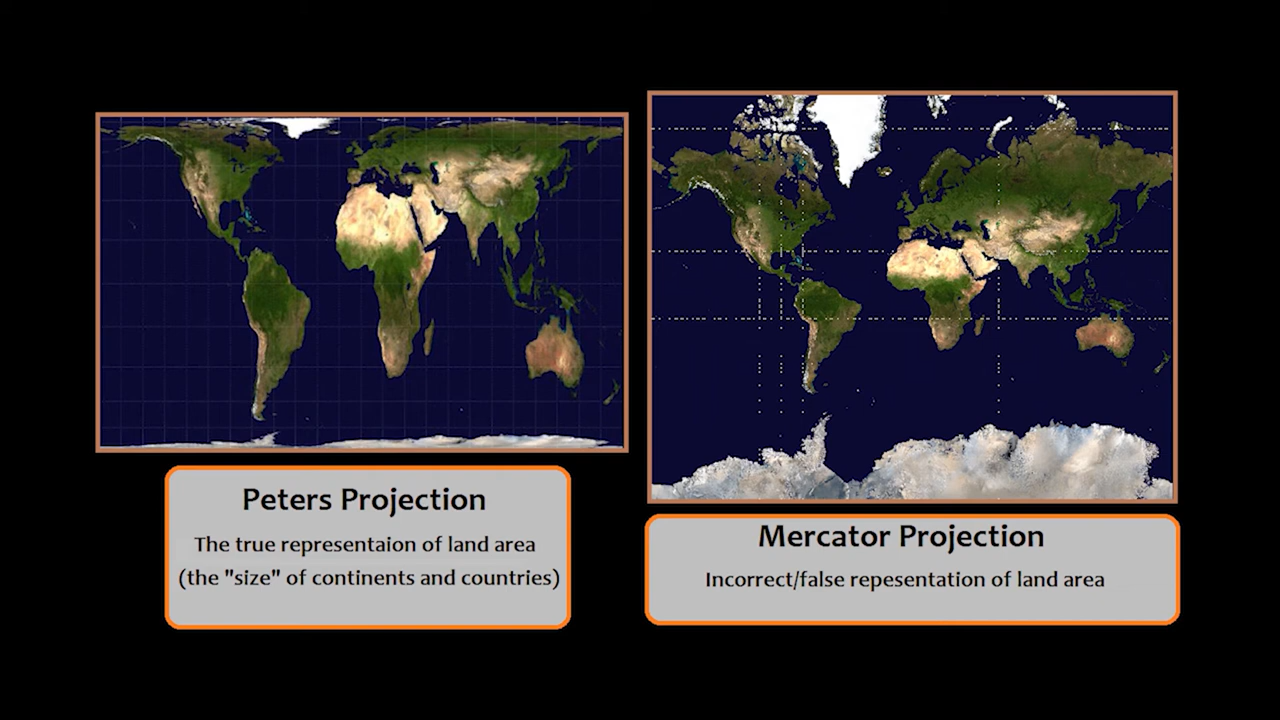 Peters Projection
The true representaion of land area
(the "size" of continents and countries)
Mercator Projection
Incorrect/false repesentation of land area